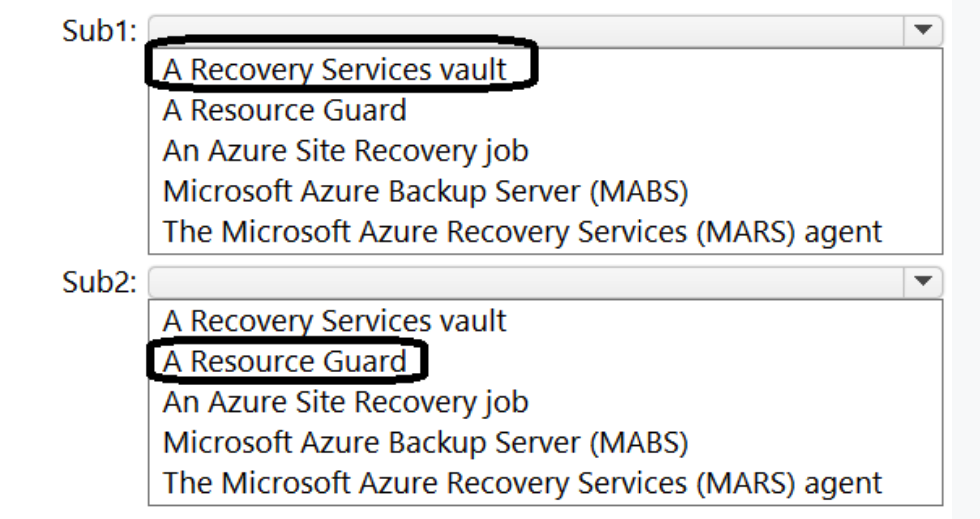 Sub1:
A Recovery Services vault
A Resource Guard
An Azure Site Recovery job
Microsoft Azure Backup Server (MABS)
The Microsoft Azure Recovery Services (MARS) agent
Sub2:
A Recovery Services vault
A Resource Guard
An Azure Site Recovery job
Microsoft Azure Backup Server (MABS)
The Microsoft Azure Recovery Services (MARS) agent